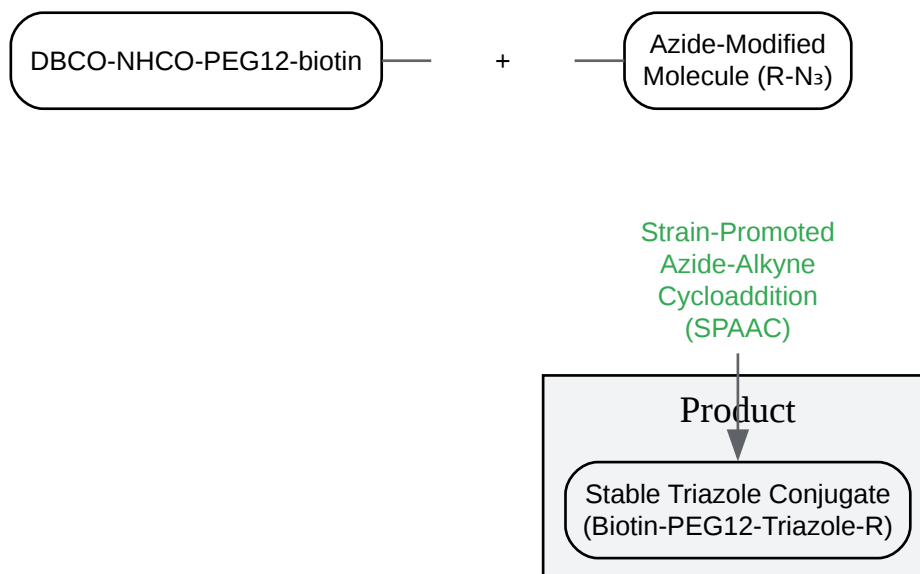 DBCO-NHCO-PEG12-biotin
+
Azide-Modified
Molecule (R-N₃)
Strain-Promoted
Azide-Alkyne
Cycloaddition
(SPAAC)
Product
Stable Triazole Conjugate
(Biotin-PEG12-Triazole-R)